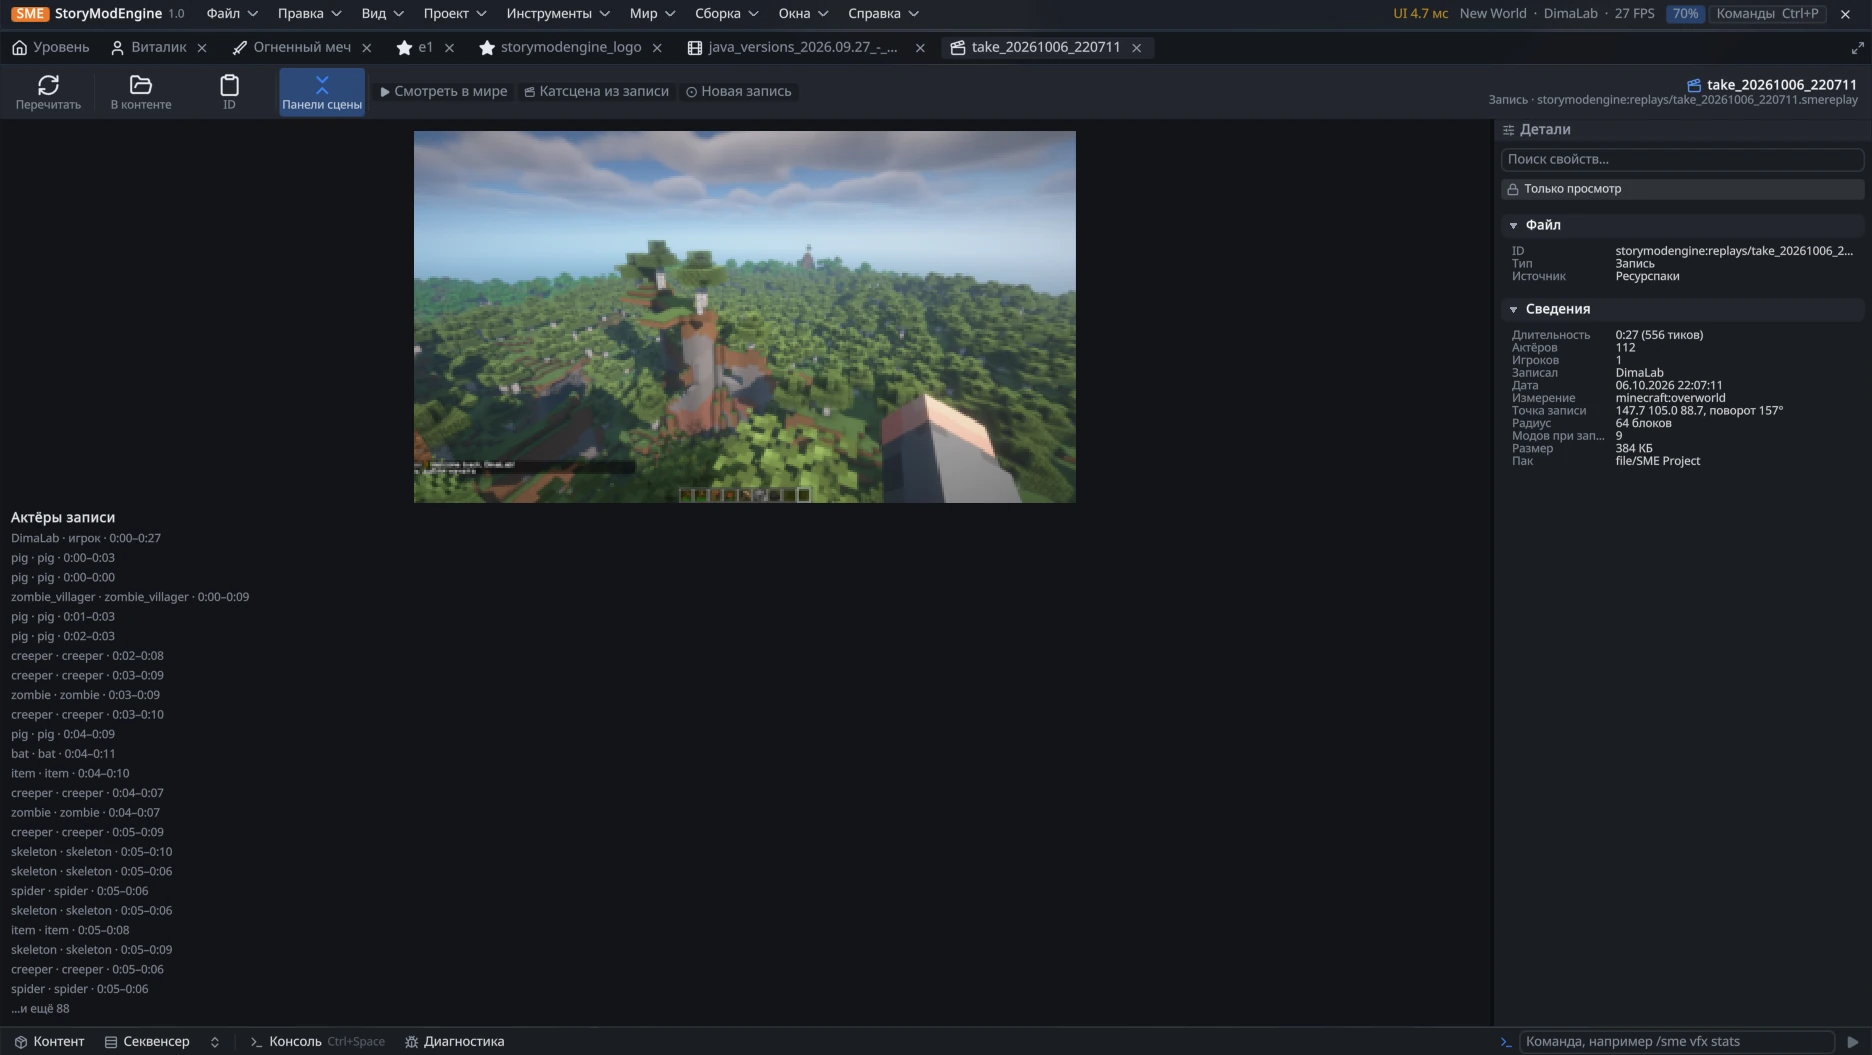 SME StoryModEngine 1.0 Файл Правка Вид Проект Инструменты Мир Сборка Окна Справка UI 4.7 мс New World · DimaLab · 27 FPS 70% Команды Ctrl+P
Уровень Виталик Огненный меч e1 storymodengine_logo java_versions_2026.09.27_-_... take_20261006_220711
Перечитать В контенте ID Панели сцены Смотреть в мире Катсцена из записи Новая запись
take_20261006_220711
Запись · storymodengine:replays/take_20261006_220711.smereplay
Детали
Поиск свойств...
Только просмотр
Файл
ID storymodengine:replays/take_20261006_2...
Тип Запись
Источник Ресурспаки
Сведения
Длительность 0:27 (556 тиков)
Актёров 112
Игроков 1
Записал DimaLab
Дата 06.10.2026 22:07:11
Измерение minecraft:overworld
Точка записи 147.7 105.0 88.7, поворот 157°
Радиус 64 блоков
Модов при зап... 9
Размер 384 КБ
Пак file/SME Project
Актёры записи
DimaLab · игрок · 0:00–0:27
pig · pig · 0:00–0:03
pig · pig · 0:00–0:00
zombie_villager · zombie_villager · 0:00–0:09
pig · pig · 0:01–0:03
pig · pig · 0:02–0:03
creeper · creeper · 0:02–0:08
creeper · creeper · 0:03–0:09
zombie · zombie · 0:03–0:09
creeper · creeper · 0:03–0:10
pig · pig · 0:04–0:09
bat · bat · 0:04–0:11
item · item · 0:04–0:10
creeper · creeper · 0:04–0:07
zombie · zombie · 0:04–0:07
creeper · creeper · 0:05–0:09
skeleton · skeleton · 0:05–0:10
skeleton · skeleton · 0:05–0:06
spider · spider · 0:05–0:06
skeleton · skeleton · 0:05–0:06
item · item · 0:05–0:08
skeleton · skeleton · 0:05–0:09
creeper · creeper · 0:05–0:06
spider · spider · 0:05–0:06
...и ещё 88
Контент Секвенсер Консоль Ctrl+Space Диагностика Команда, например /sme vfx stats